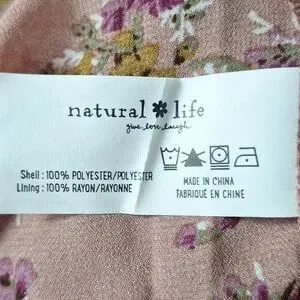 natural life
give. love. laugh.
Shell : 100% POLYESTER/POLYESTER
Lining : 100% RAYON/RAYONNE
MADE IN CHINA
FABRIQUÉ EN CHINE